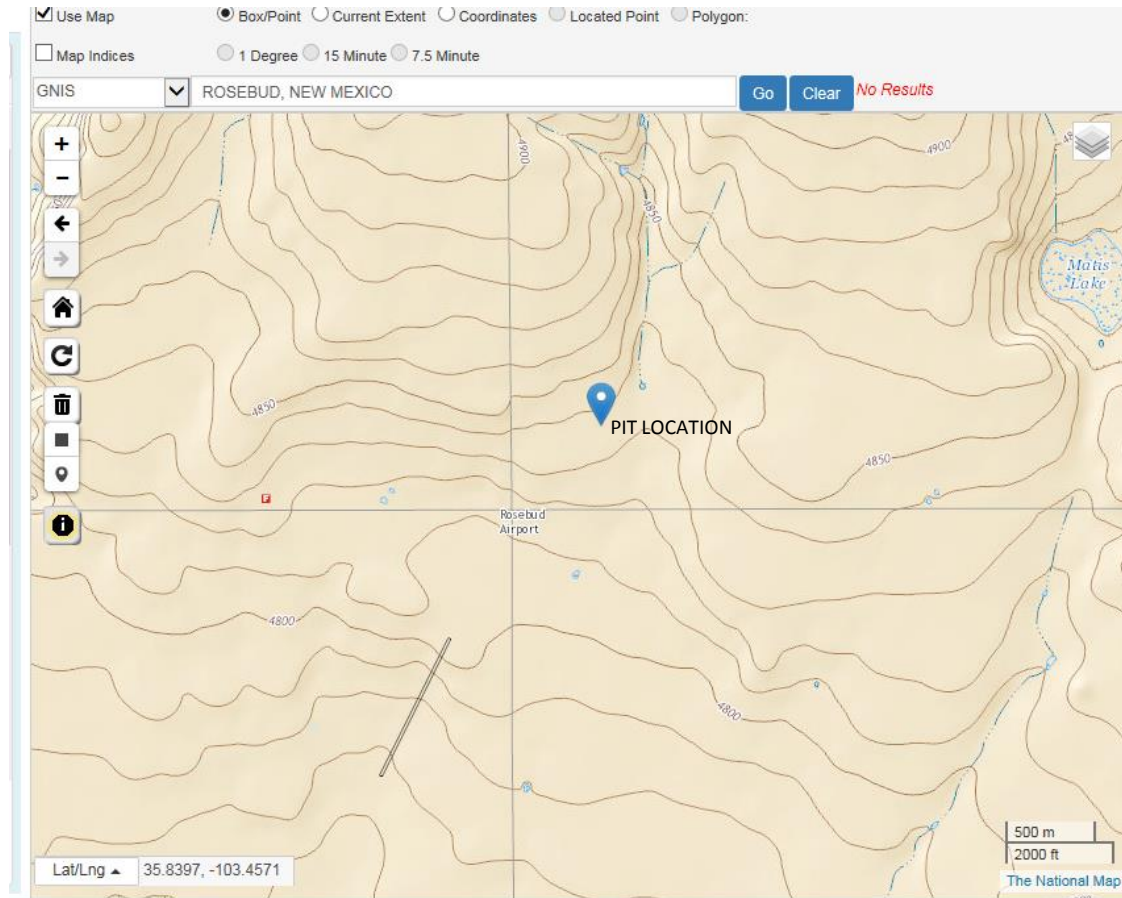 Use Map Box/Point Current Extent Coordinates Located Point Polygon:
Map Indices 1 Degree 15 Minute 7.5 Minute
GNIS ROSEBUD, NEW MEXICO Go Clear No Results
+
4900
4900
−
4850
Matis
Lake
4850
PIT LOCATION
4850
F
Rosebud
Airport
4800
4800
500 m
2000 ft
Lat/Lng 35.8397, -103.4571
The National Map